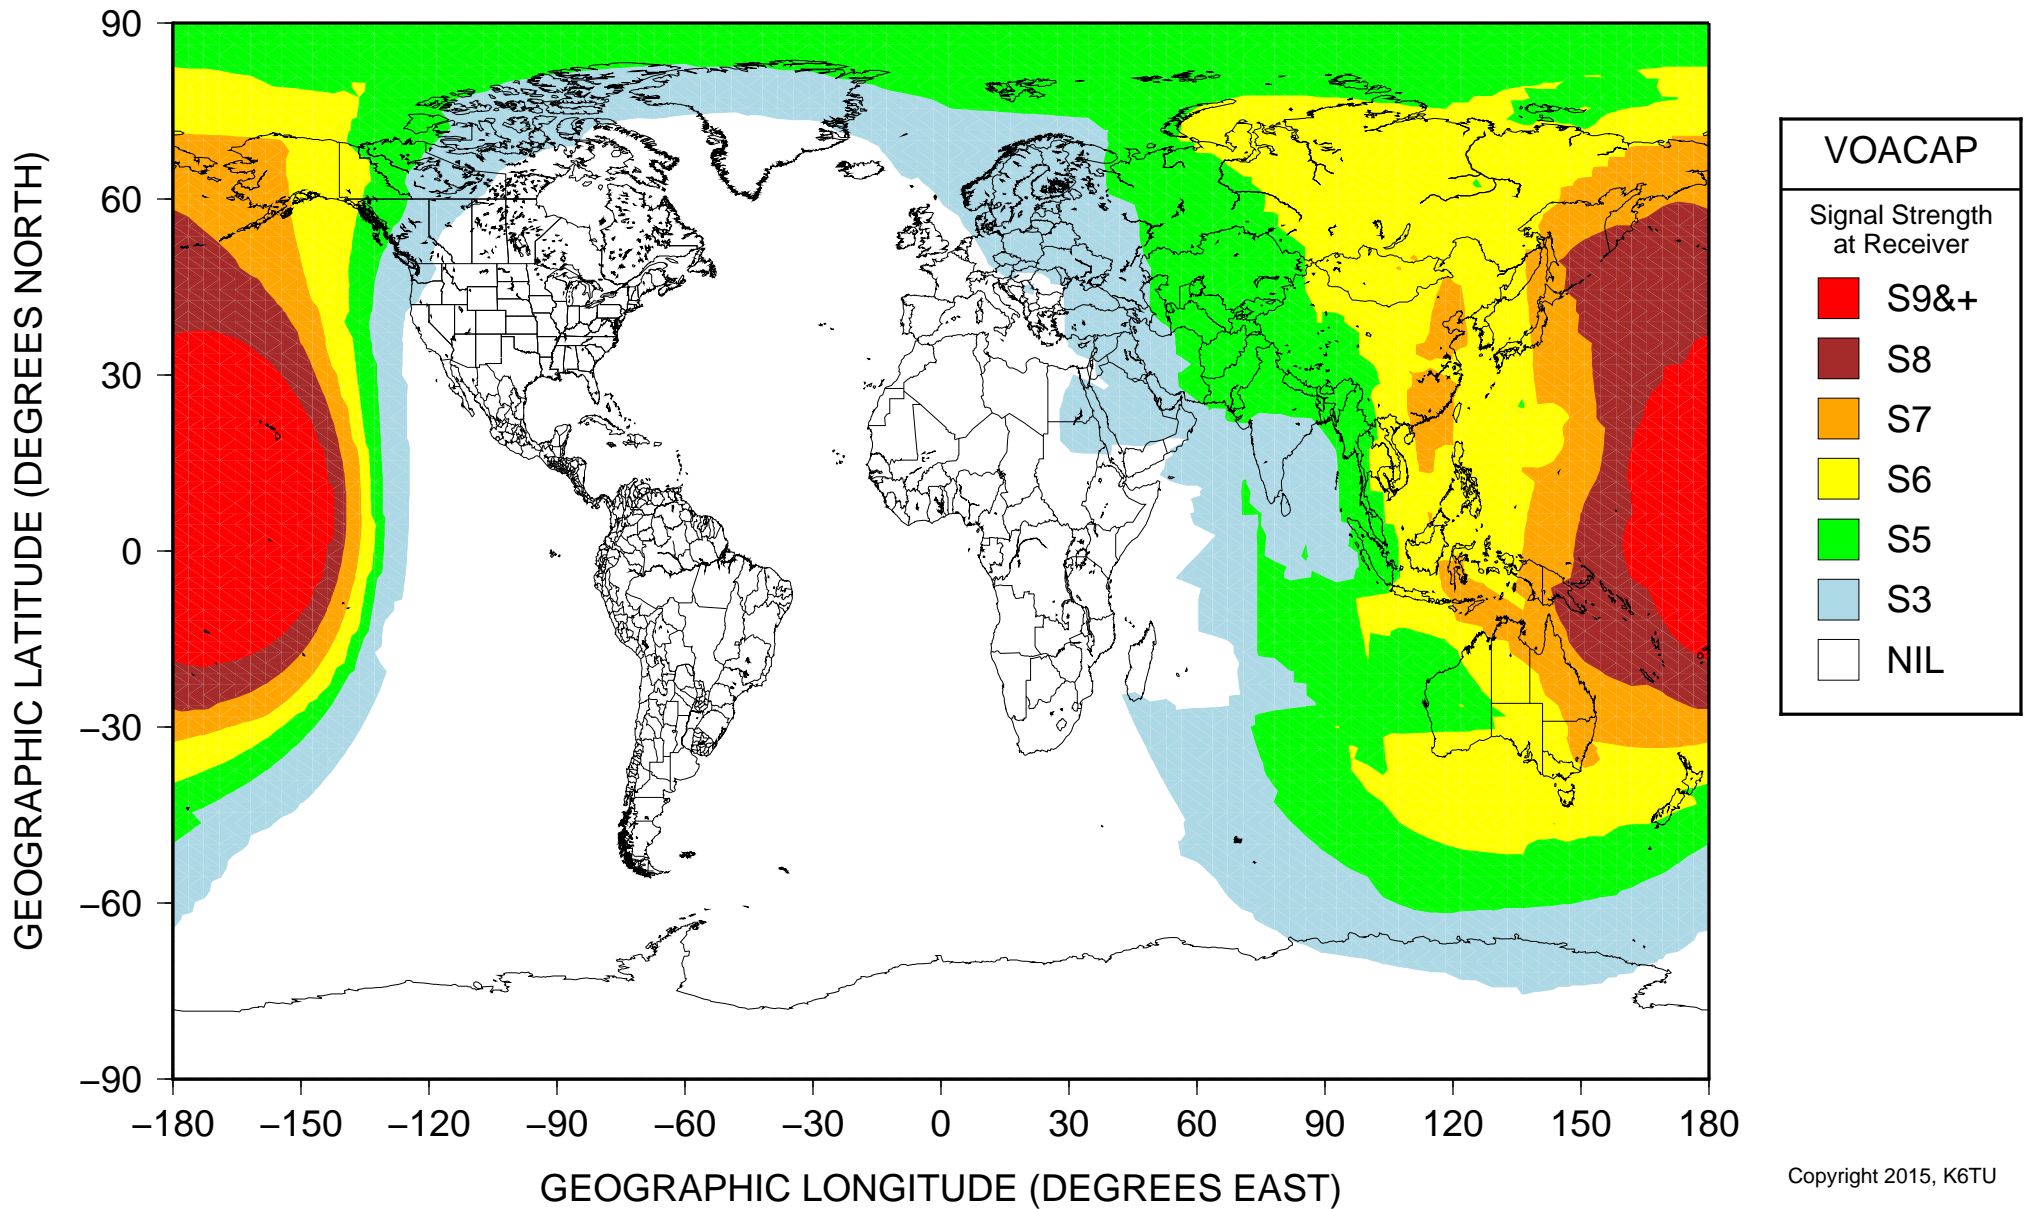 90
60
30
0
−30
−60
−90
GEOGRAPHIC LATITUDE (DEGREES NORTH)
−180 −150 −120 −90 −60 −30 0 30 60 90 120 150 180
GEOGRAPHIC LONGITUDE (DEGREES EAST)
VOACAP
Signal Strength
at Receiver
S9&+
S8
S7
S6
S5
S3
NIL
Copyright 2015, K6TU